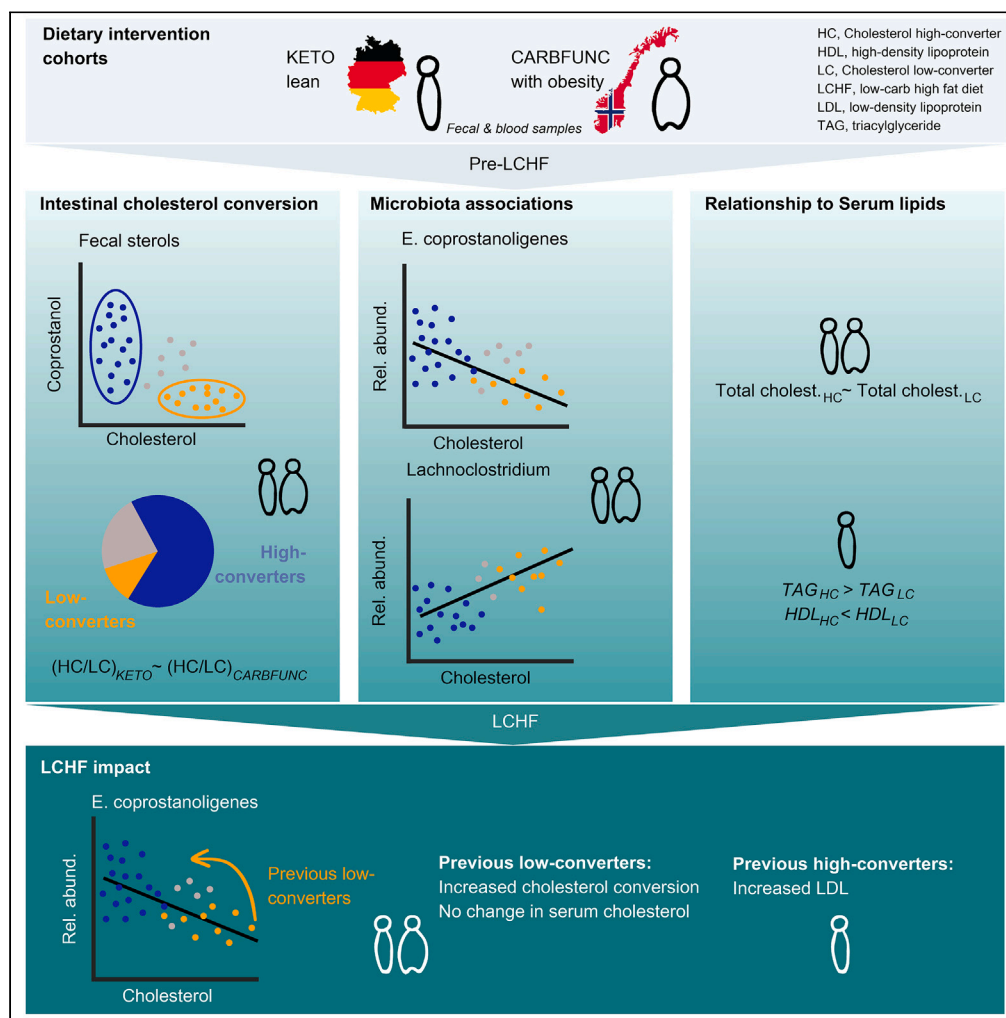 Dietary intervention
cohorts
KETO
lean
CARBFUNC
with obesity
Fecal & blood samples
HC, Cholesterol high-converter
HDL, high-density lipoprotein
LC, Cholesterol low-converter
LCHF, low-carb high fat diet
LDL, low-density lipoprotein
TAG, triacylglyceride
Pre-LCHF
Intestinal cholesterol conversion
Fecal sterols
Coprostanol
Cholesterol
High-
converters
Low-
converters
(HC/LC)KETO~ (HC/LC)CARBFUNC
Microbiota associations
E. coprostanoligenes
Rel. abund.
Cholesterol
Lachnoclostridium
Rel. abund.
Cholesterol
Relationship to Serum lipids
Total cholest.HC~ Total cholest.LC
TAGHC > TAGLC
HDLHC < HDLLC
LCHF
LCHF impact
E. coprostanoligenes
Rel. abund.
Cholesterol
Previous low-
converters
Previous low-converters:
Increased cholesterol conversion
No change in serum cholesterol
Previous high-converters:
Increased LDL